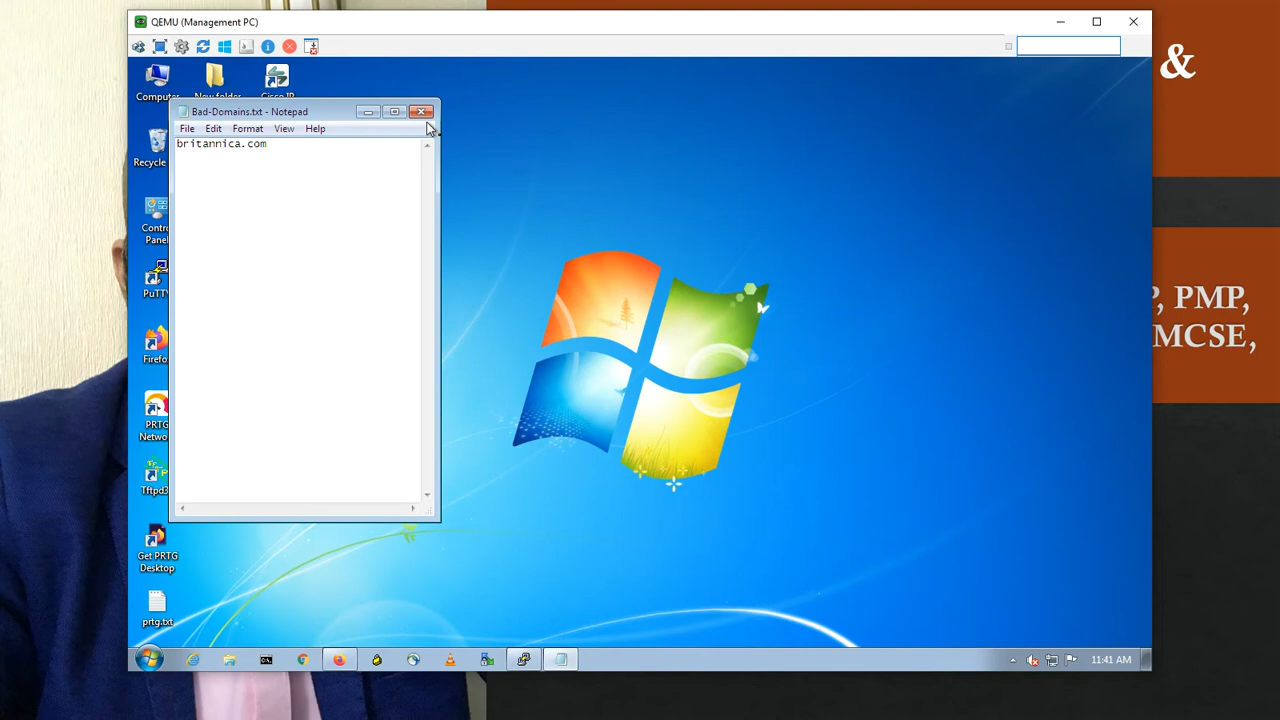 QEMU (Management PC)
&
Computer
New folder
Cisco IP
Bad-Domains.txt - Notepad
File Edit Format View Help
britannica.com
Recycle
Contro
Panel
PuTTY
P, PMP,
MCSE,
Firefo
PRTG
Netwo
Tftpd3
Get PRTG
Desktop
prtg.txt
11:41 AM